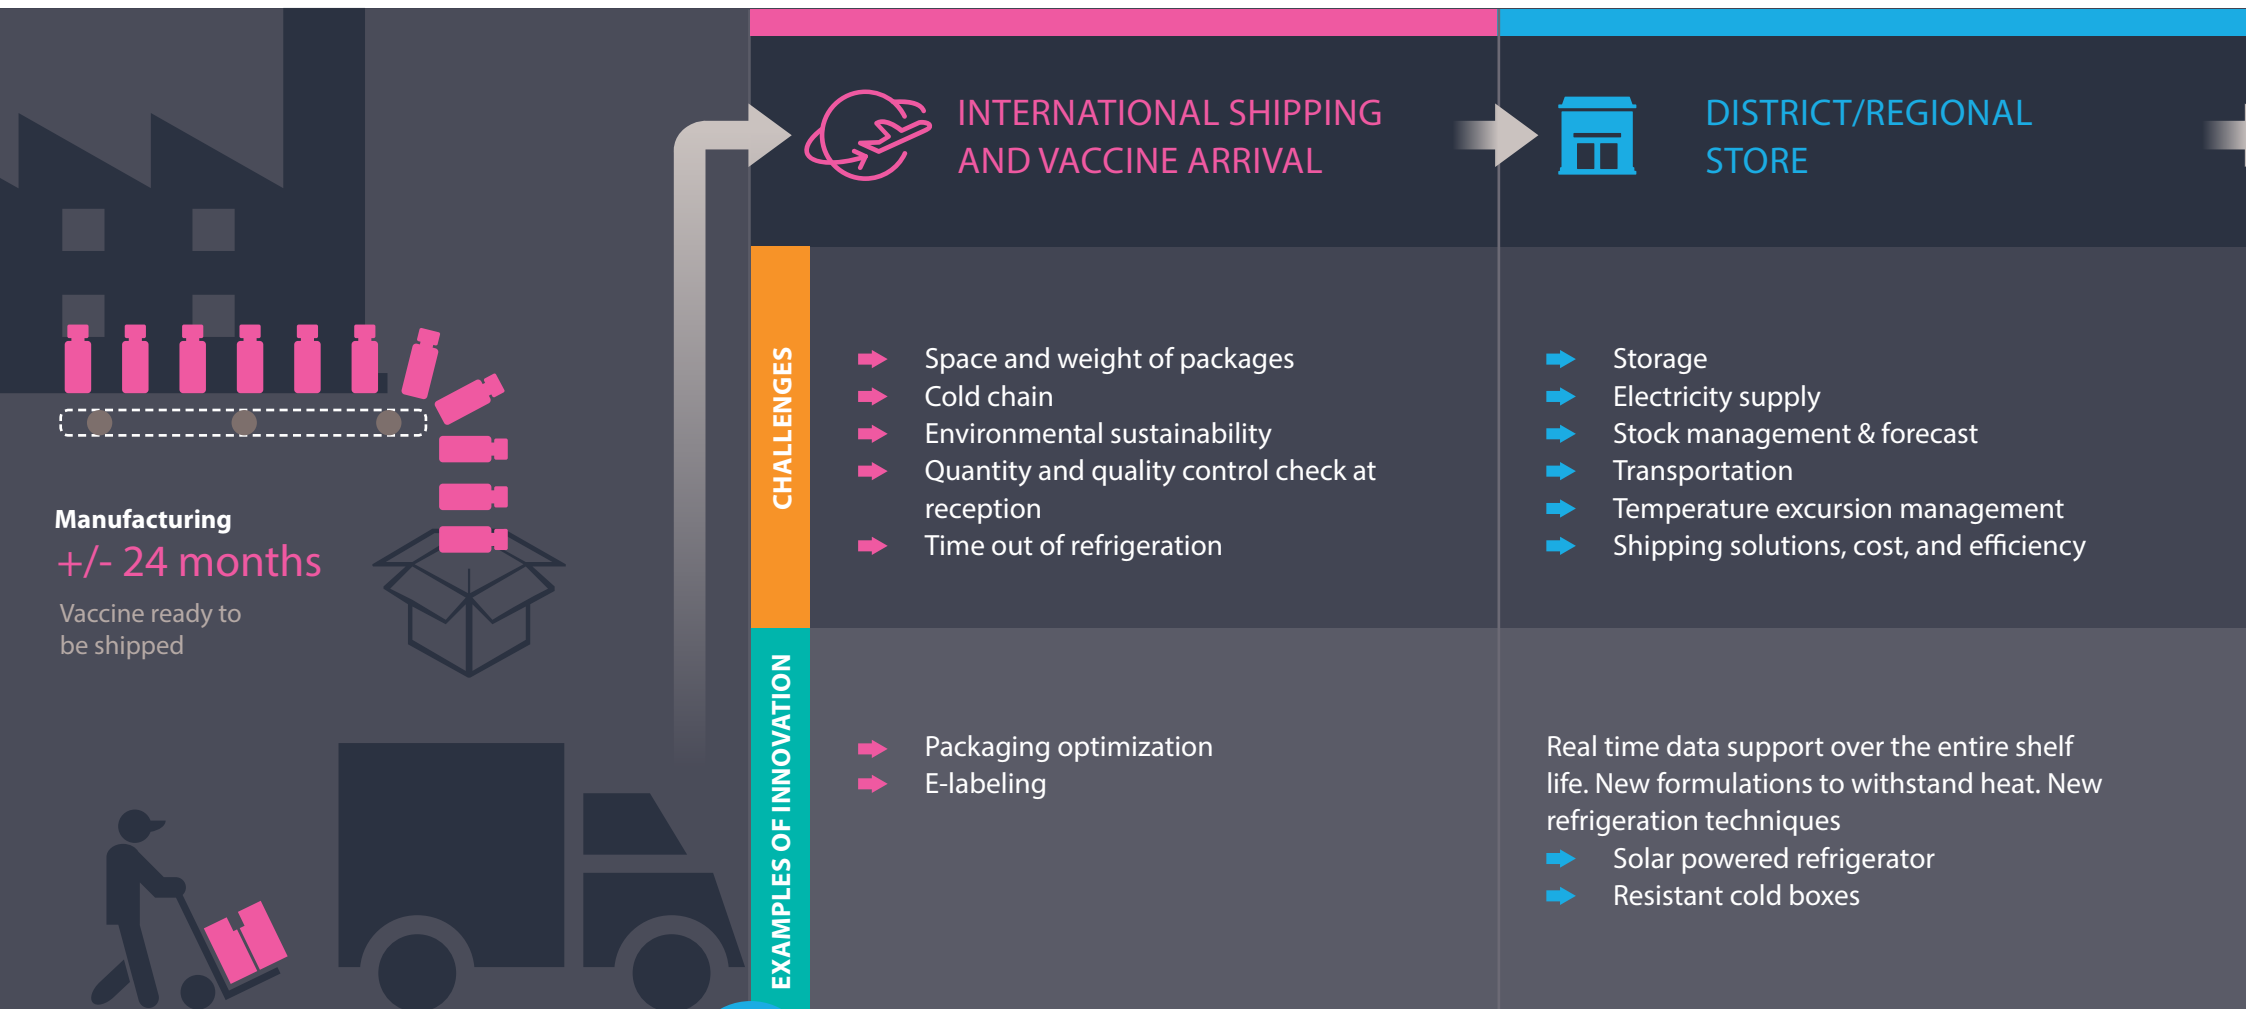 Manufacturing
+/- 24 months
Vaccine ready to
be shipped
INTERNATIONAL SHIPPING
AND VACCINE ARRIVAL
DISTRICT/REGIONAL
STORE
CHALLENGES
Space and weight of packages
Cold chain
Environmental sustainability
Quantity and quality control check at
reception
Time out of refrigeration
Storage
Electricity supply
Stock management & forecast
Transportation
Temperature excursion management
Shipping solutions, cost, and efficiency
EXAMPLES OF INNOVATION
Packaging optimization
E-labeling
Real time data support over the entire shelf
life. New formulations to withstand heat. New
refrigeration techniques
Solar powered refrigerator
Resistant cold boxes